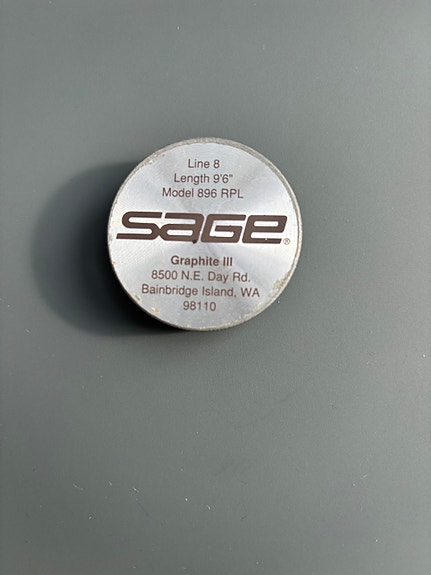 Line 8
Length 9'6"
Model 896 RPL
SAGE®
Graphite III
8500 N.E. Day Rd.
Bainbridge Island, WA
98110